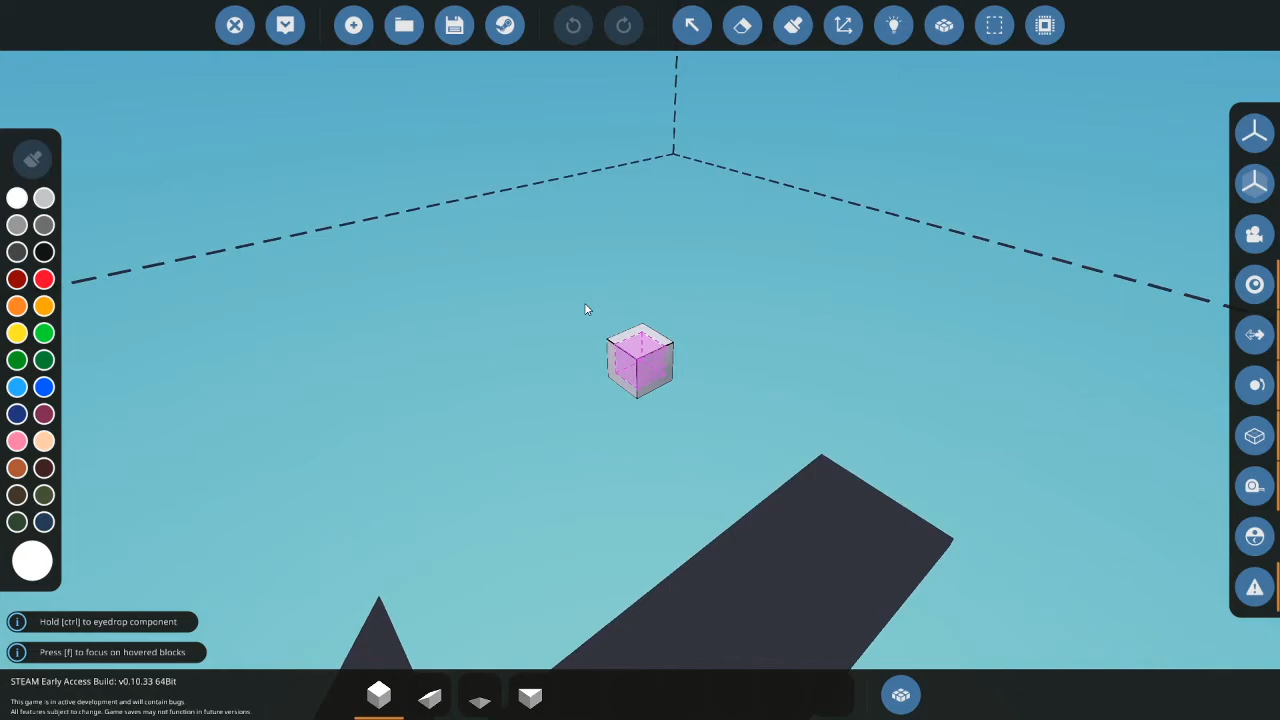 Hold [ctrl] to eyedrop component
Press [f] to focus on hovered blocks
STEAM Early Access Build: v0.10.33 64Bit
This game is in active development and will contain bugs
All features subject to change. Game saves may not function in future versions.